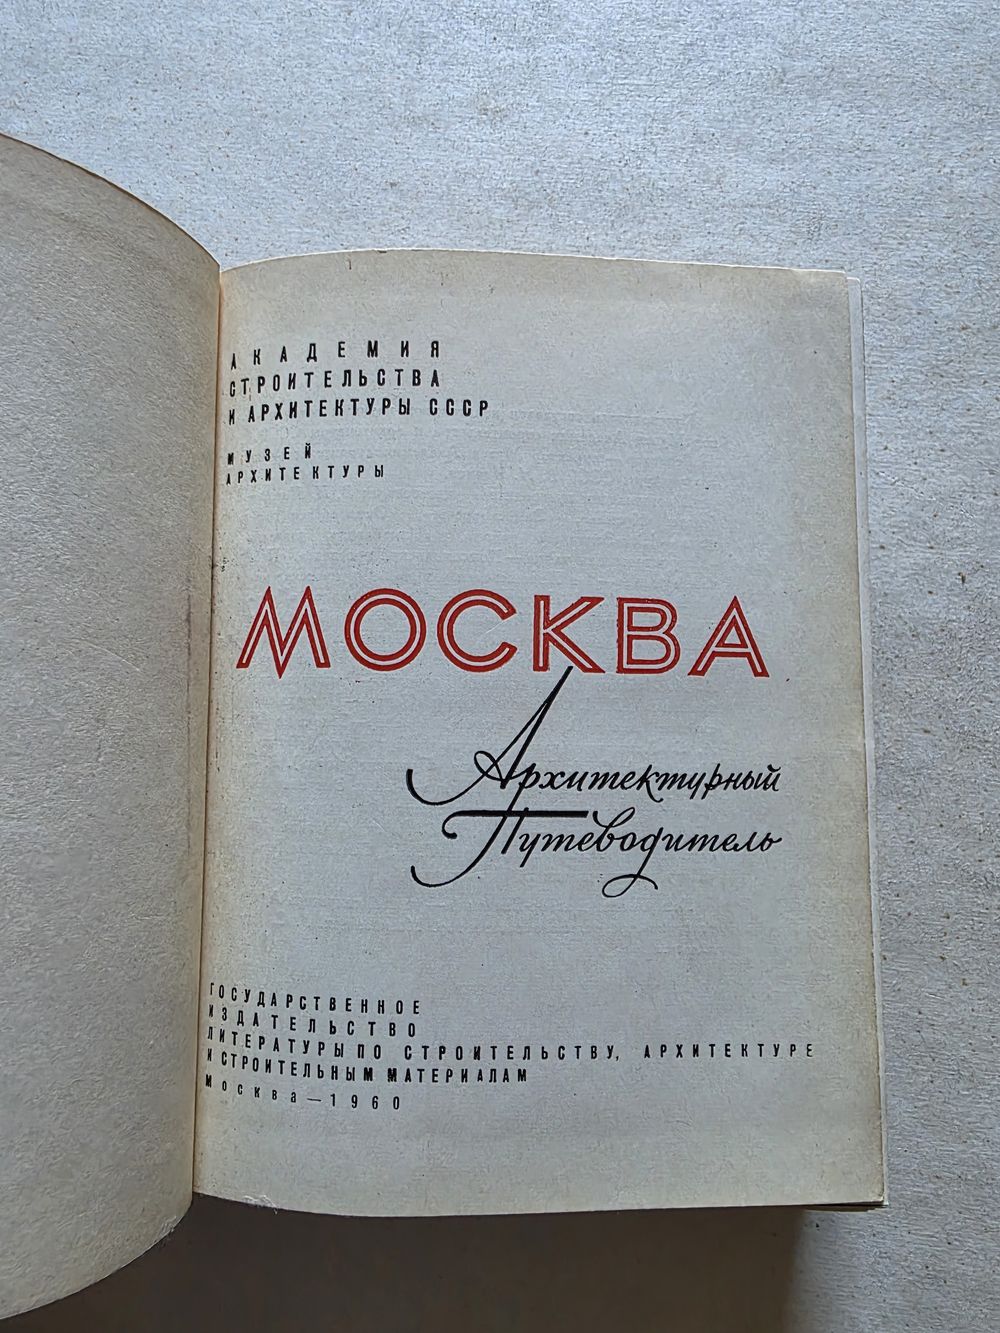 АКАДЕМИЯ
СТРОИТЕЛЬСТВА
И АРХИТЕКТУРЫ СССР
МУЗЕЙ
АРХИТЕКТУРЫ
МОСКВА
Архитектурный
Путеводитель
ГОСУДАРСТВЕННОЕ
ИЗДАТЕЛЬСТВО
ЛИТЕРАТУРЫ ПО СТРОИТЕЛЬСТВУ, АРХИТЕКТУРЕ
И СТРОИТЕЛЬНЫМ МАТЕРИАЛАМ
Москва — 1960